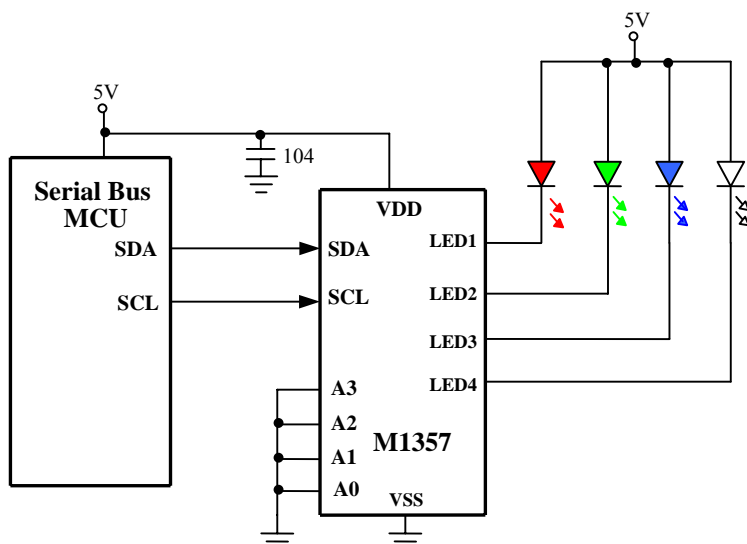 5V
5V
104
Serial Bus
MCU
VDD
SDA
SDA
LED1
SCL
SCL
LED2
LED3
LED4
A3
A2
M1357
A1
A0
VSS